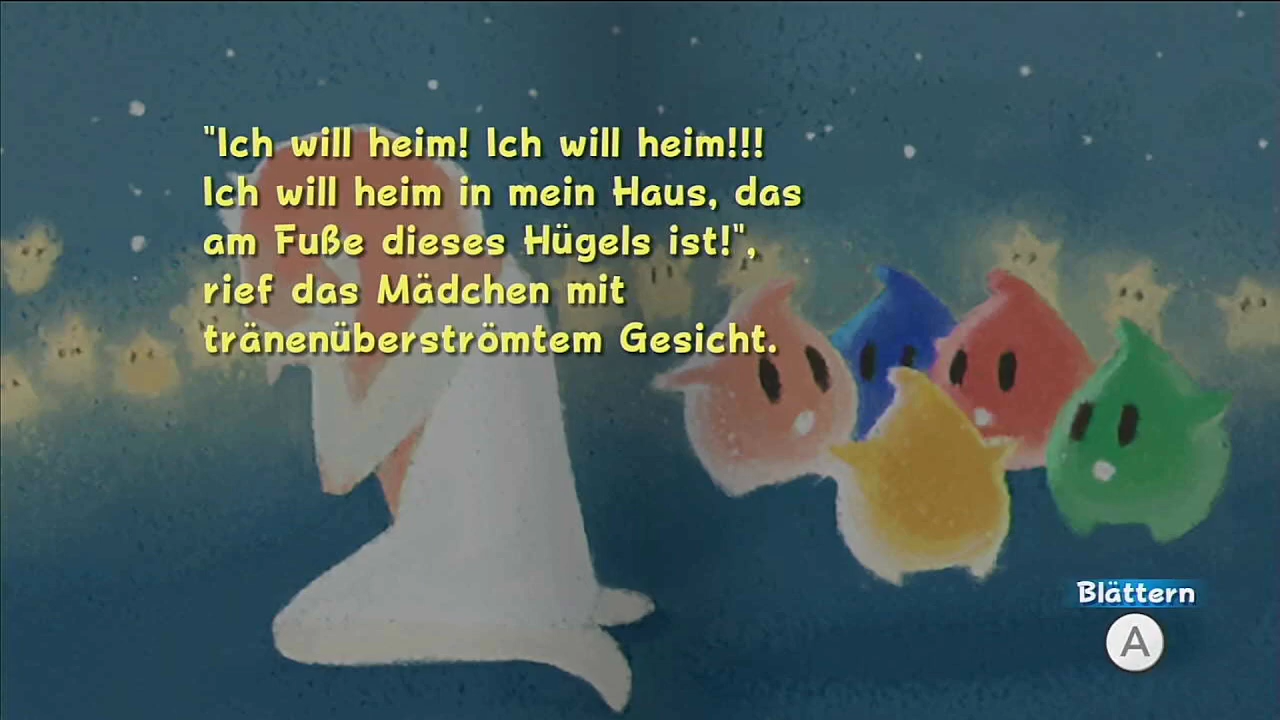 "Ich will heim! Ich will heim!!!
Ich will heim in mein Haus, das
am Fuße dieses Hügels ist!",
rief das Mädchen mit
tränenüberströmtem Gesicht.
Blättern
A